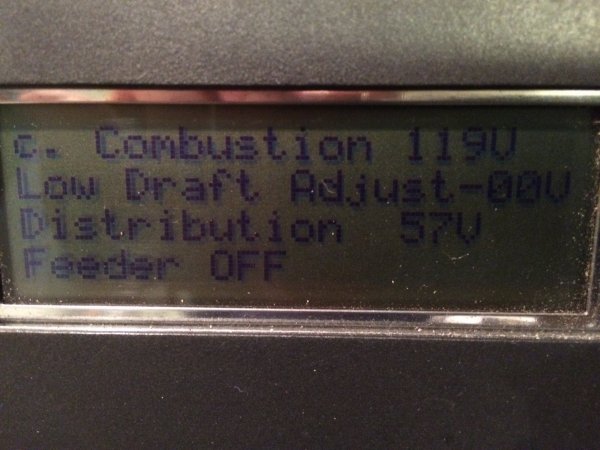 c. Combustion 119V
Low Draft Adjust-00V
Distribution 57V
Feeder OFF